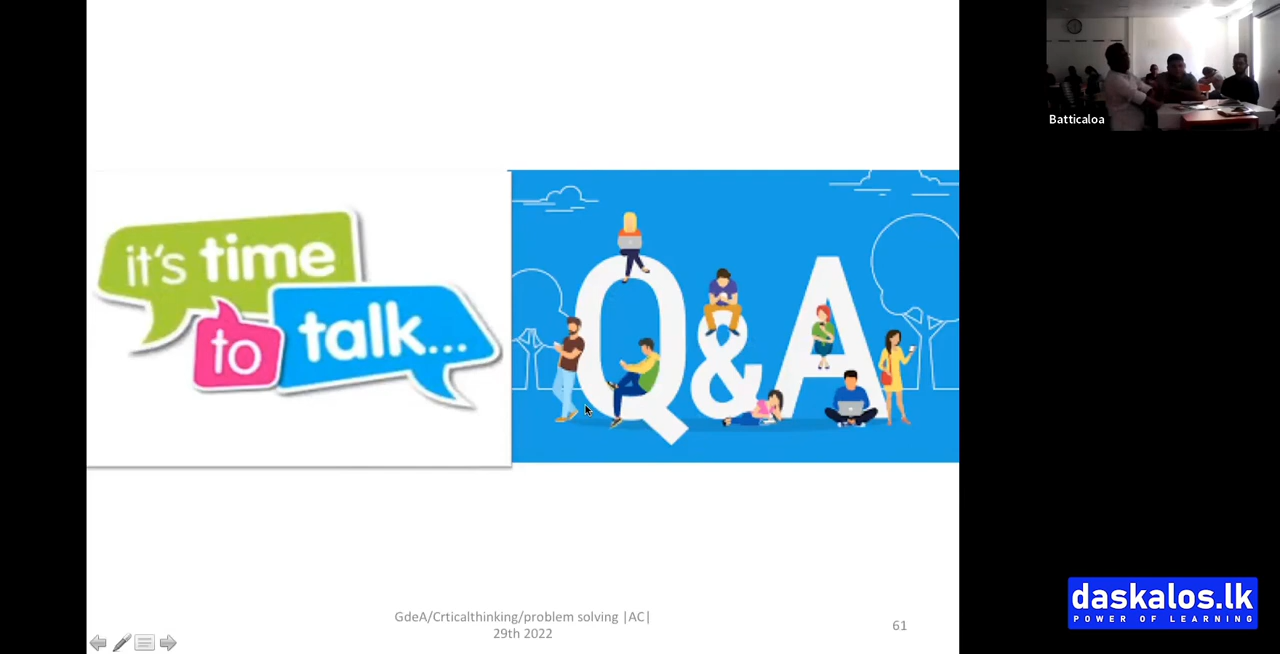 it's time
to talk...
Q&A
GdeA/Crticalthinking/problem solving |AC|
29th 2022
61
Batticaloa
daskalos.lk
POWER OF LEARNING